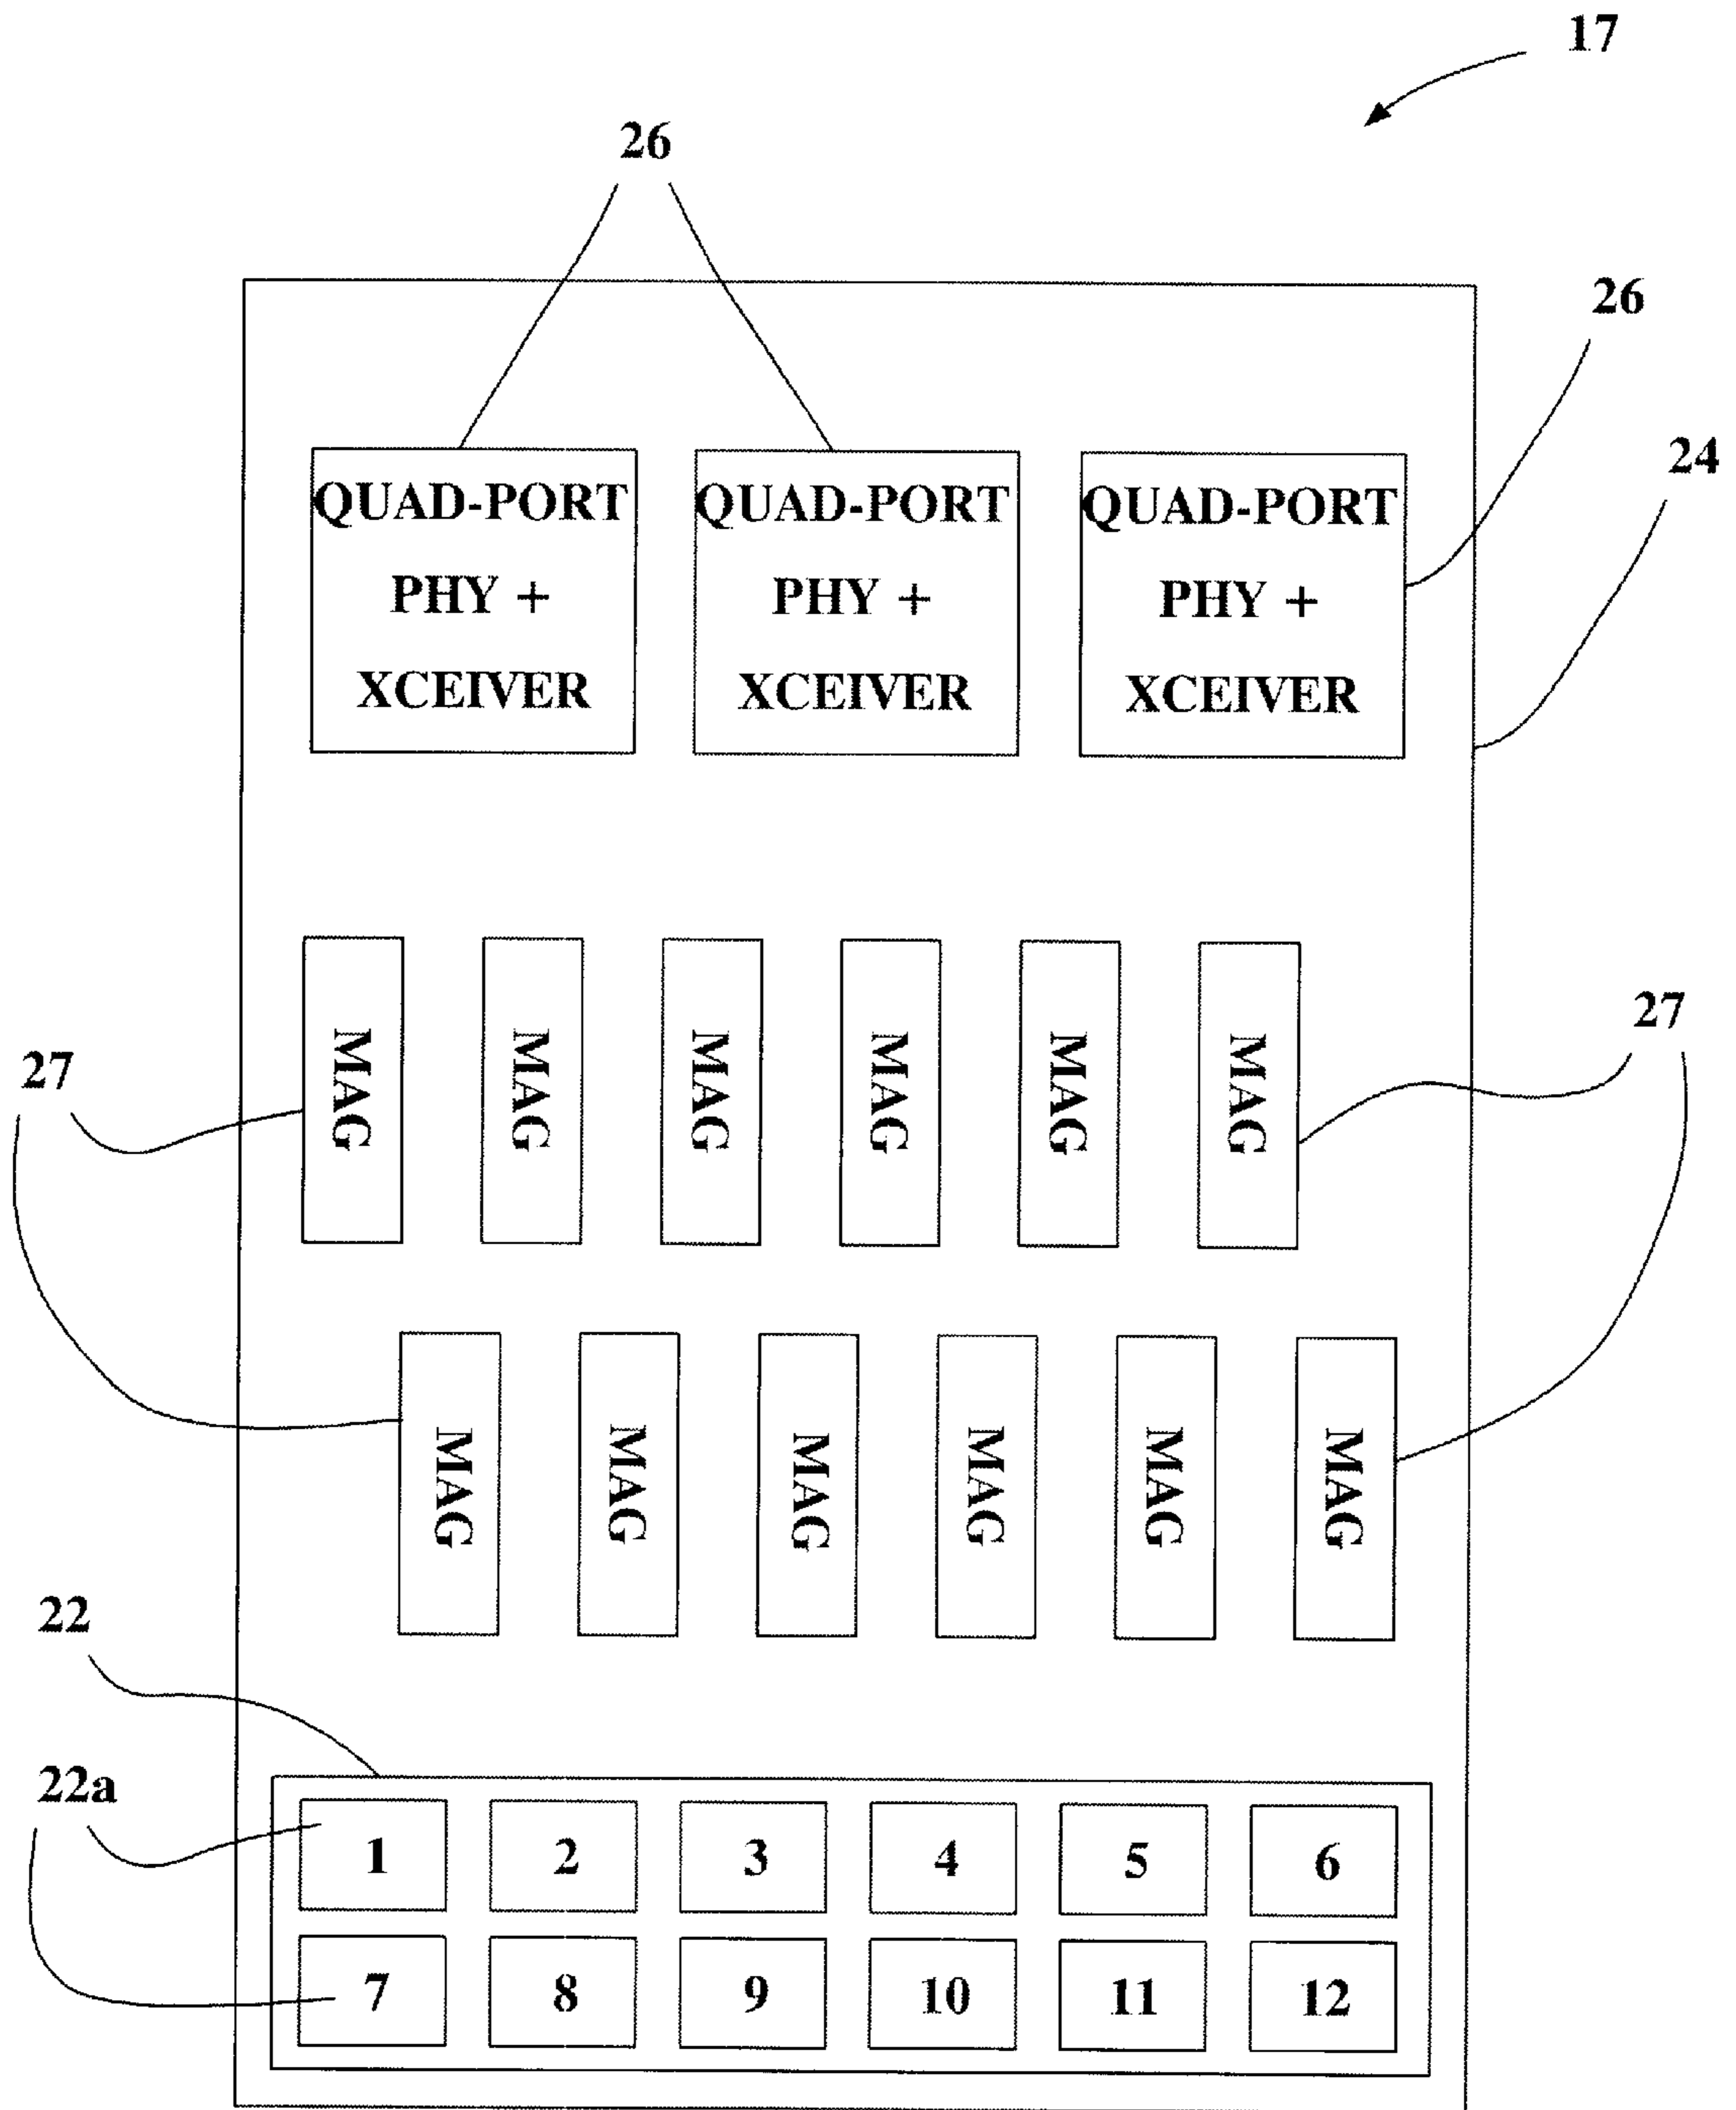 17
26
26
24
QUAD-PORT
PHY +
XCEIVER
QUAD-PORT
PHY +
XCEIVER
QUAD-PORT
PHY +
XCEIVER
27
27
MAG
MAG
MAG
MAG
MAG
MAG
MAG
MAG
MAG
MAG
MAG
MAG
22
22a
1
2
3
4
5
6
7
8
9
10
11
12